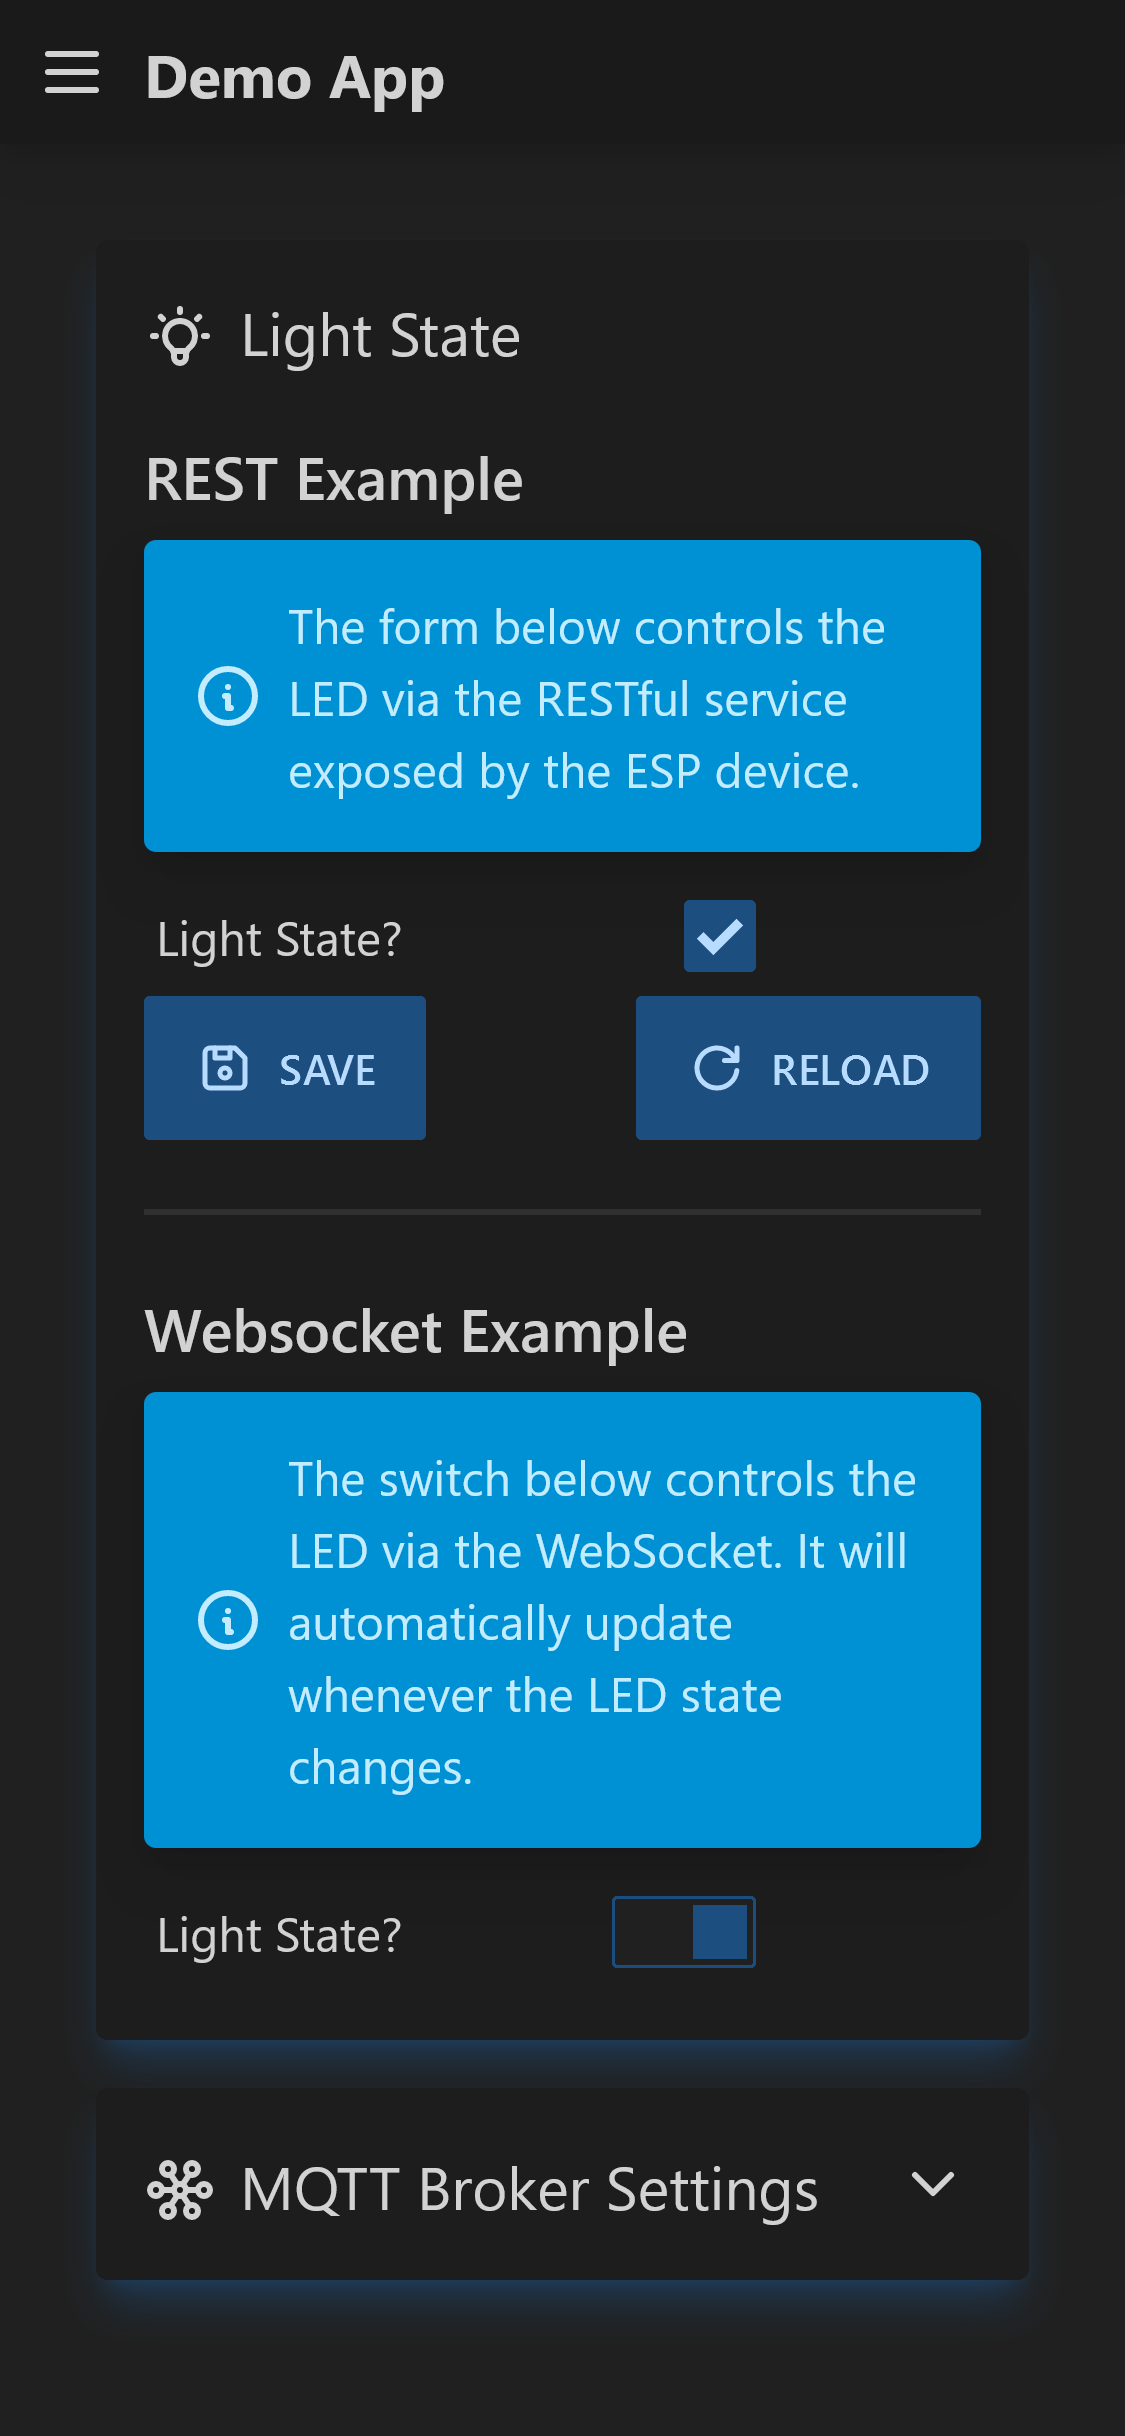 Demo App
Light State
REST Example
The form below controls the
LED via the RESTful service
exposed by the ESP device.
Light State?
SAVE
RELOAD
Websocket Example
The switch below controls the
LED via the WebSocket. It will
automatically update
whenever the LED state
changes.
Light State?
MQTT Broker Settings